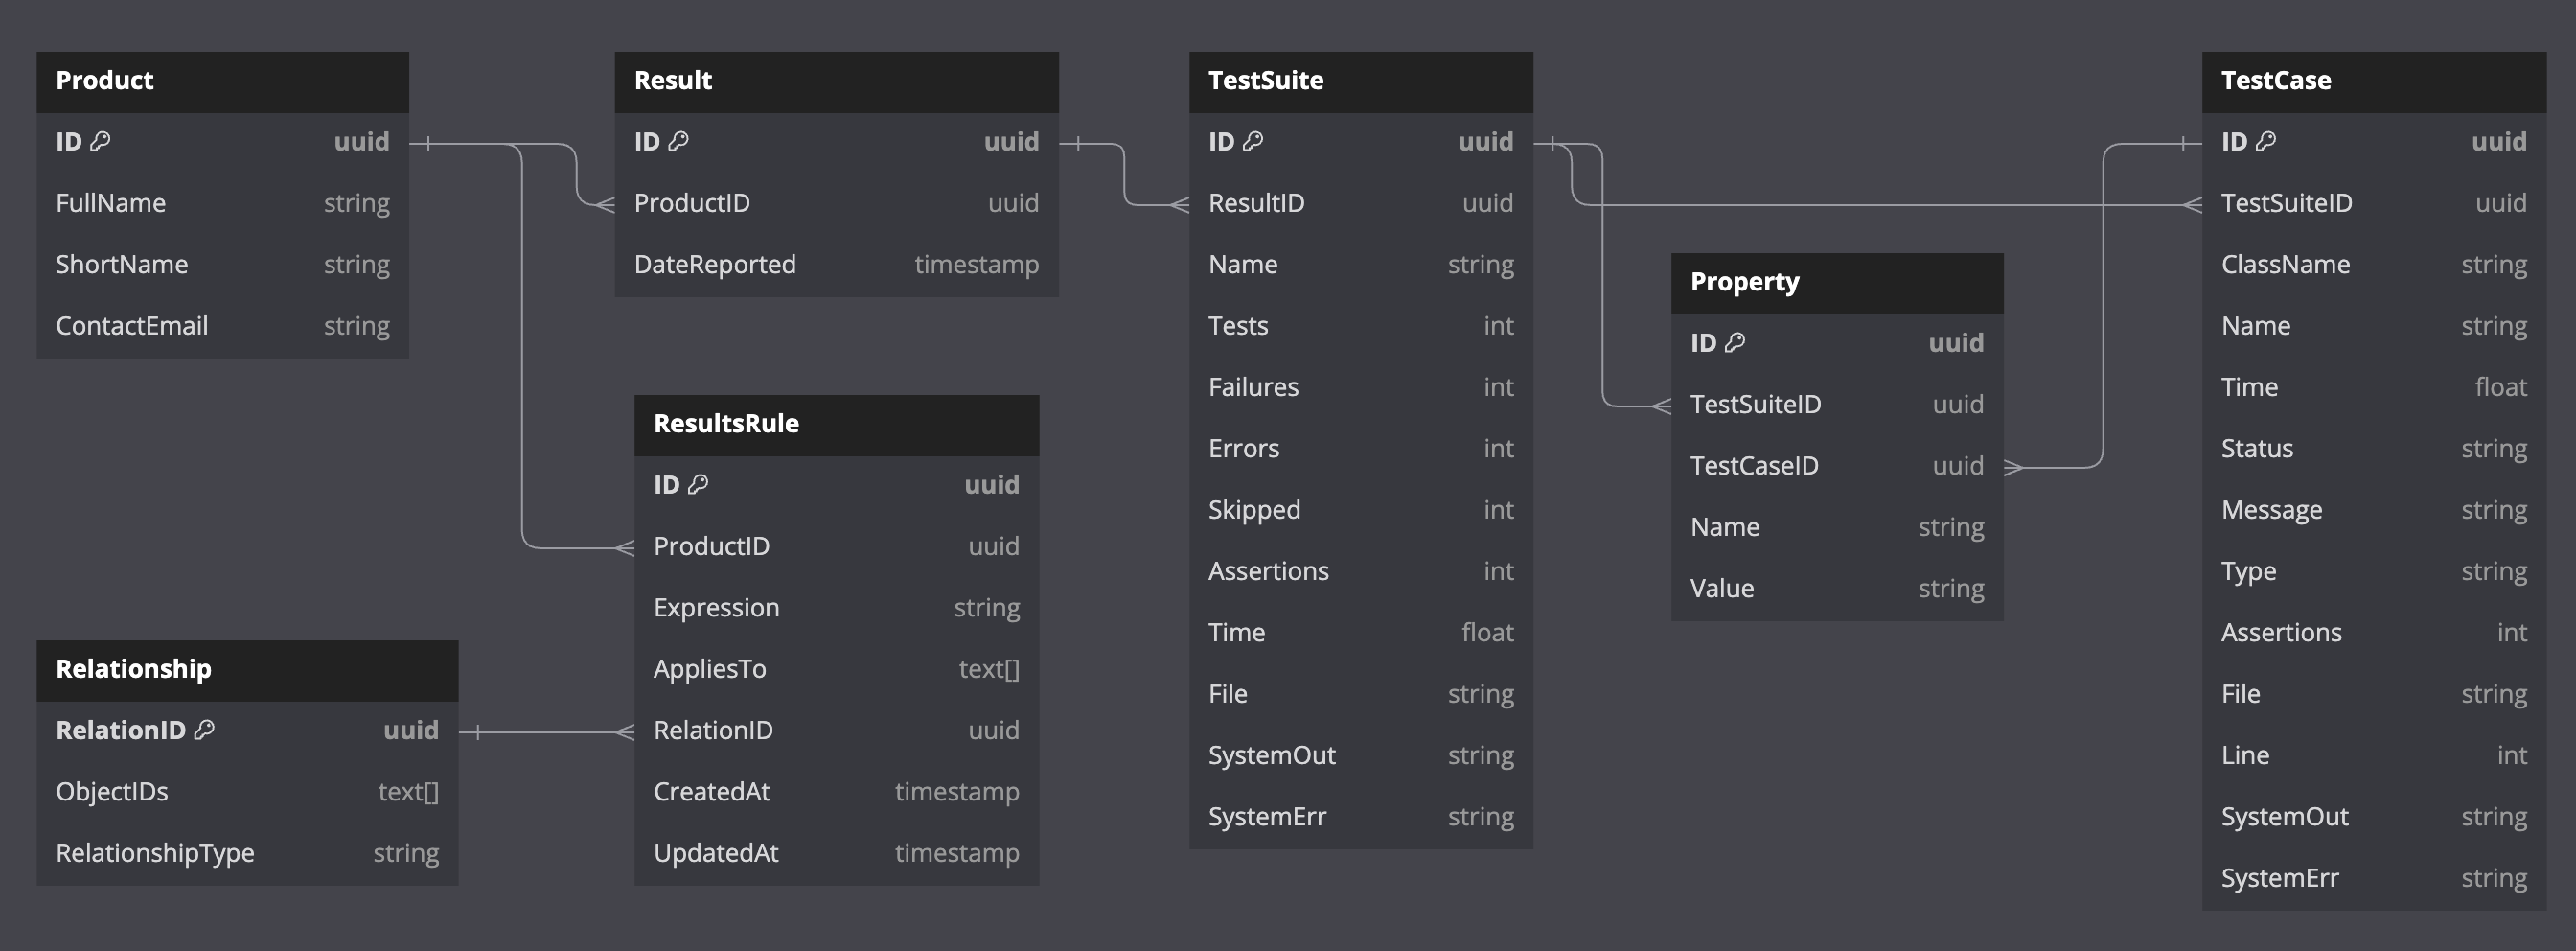 Product
ID uuid
FullName string
ShortName string
ContactEmail string
Result
ID uuid
ProductID uuid
DateReported timestamp
TestSuite
ID uuid
ResultID uuid
Name string
Tests int
Failures int
Errors int
Skipped int
Assertions int
Time float
File string
SystemOut string
SystemErr string
TestCase
ID uuid
TestSuiteID uuid
ClassName string
Name string
Time float
Status string
Message string
Type string
Assertions int
File string
Line int
SystemOut string
SystemErr string
Property
ID uuid
TestSuiteID uuid
TestCaseID uuid
Name string
Value string
ResultsRule
ID uuid
ProductID uuid
Expression string
AppliesTo text[]
RelationID uuid
CreatedAt timestamp
UpdatedAt timestamp
Relationship
RelationID uuid
ObjectIDs text[]
RelationshipType string